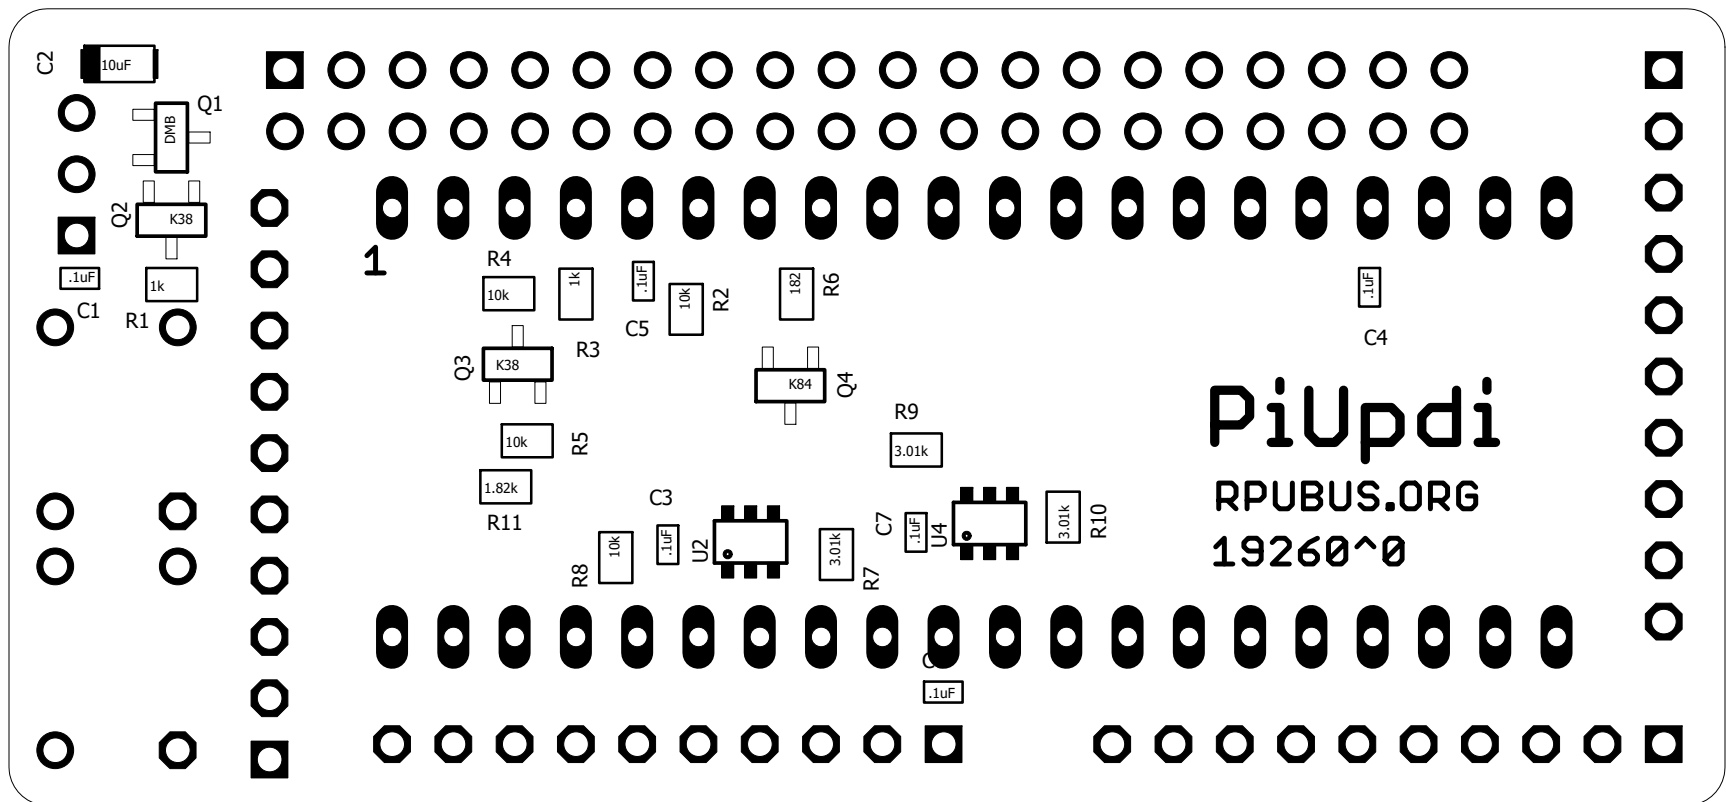 C2
10uF
Q1
DMB
Q2
K38
.1uF
C1
1k
R1
1
R4
10k
1k
R3
.1uF
C5
10k
R2
182
R6
.1uF
C4
Q3
K38
K84
Q4
10k
R5
1.82k
R11
R9
3.01k
PiUpdi
RPUBUS.ORG
19260^0
C3
.1uF
R8
10k
U2
3.01k
R7
C7
.1uF
U4
3.01k
R10
.1uF